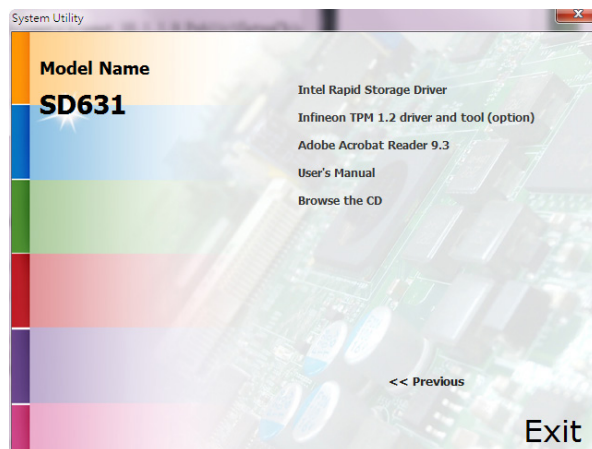 System Utility
Model Name
SD631
Intel Rapid Storage Driver
Infineon TPM 1.2 driver and tool (option)
Adobe Acrobat Reader 9.3
User's Manual
Browse the CD
<< Previous
Exit